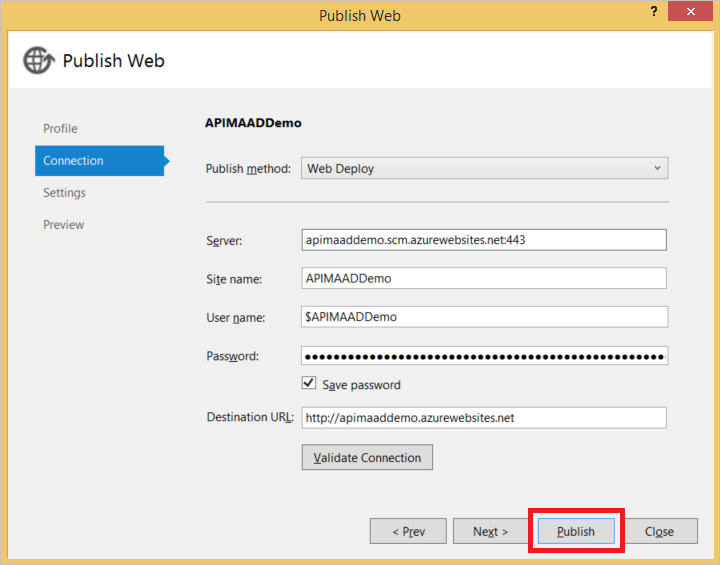 Publish Web
?
Publish Web
Profile
Connection
Settings
Preview
APIMAADDemo
Publish method: Web Deploy
Server: apimaaddemo.scm.azurewebsites.net:443
Site name: APIMAADDemo
User name: $APIMAADDemo
Password: ••••••••••••••••••••••••••••••••••••••••••••••••••
Save password
Destination URL: http://apimaaddemo.azurewebsites.net
Validate Connection
< Prev Next > Publish Close